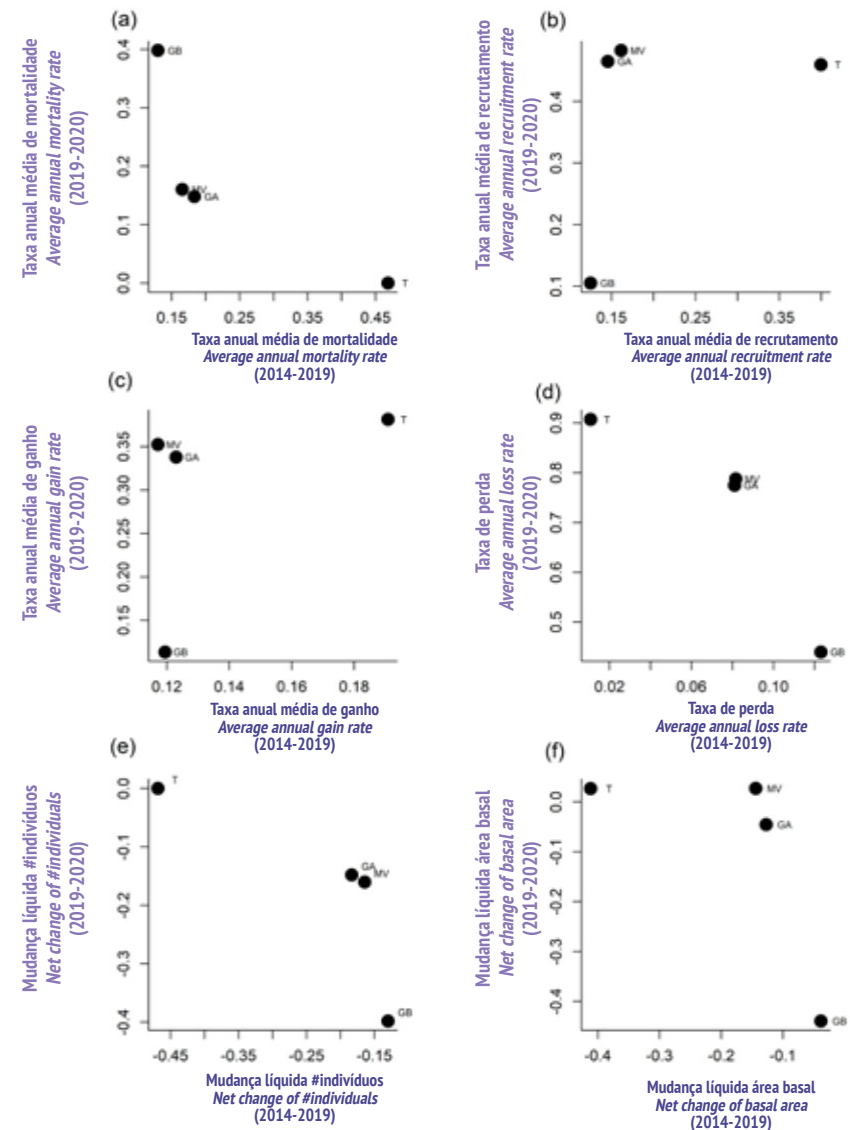 (a)
Taxa anual média de mortalidade
Average annual mortality rate
(2019-2020)
0.4
0.3
0.2
0.1
0.0
GB
MV
GA
T
0.15 0.25 0.35 0.45
Taxa anual média de mortalidade
Average annual mortality rate
(2014-2019)
(b)
Taxa anual média de recrutamento
Average annual recruitment rate
(2019-2020)
0.4
0.3
0.2
0.1
MV
GA
T
GB
0.15 0.25 0.35
Taxa anual média de recrutamento
Average annual recruitment rate
(2014-2019)
(c)
Taxa anual média de ganho
Average annual gain rate
(2019-2020)
0.35
0.30
0.25
0.20
0.15
T
MV
GA
GB
0.12 0.14 0.16 0.18
Taxa anual média de ganho
Average annual gain rate
(2014-2019)
(d)
Taxa de perda
Average annual loss rate
(2019-2020)
0.9
0.8
0.7
0.6
0.5
T
MV
GA
GB
0.02 0.06 0.10
Taxa de perda
Average annual loss rate
(2014-2019)
(e)
Mudança líquida #indivíduos
Net change of #individuals
(2019-2020)
0.0
-0.1
-0.2
-0.3
-0.4
T
GA
MV
GB
-0.45 -0.35 -0.25 -0.15
Mudança líquida #indivíduos
Net change of #individuals
(2014-2019)
(f)
Mudança líquida área basal
Net change of basal area
(2019-2020)
0.0
-0.1
-0.2
-0.3
-0.4
T
MV
GA
GB
-0.4 -0.3 -0.2 -0.1
Mudança líquida área basal
Net change of basal area
(2014-2019)